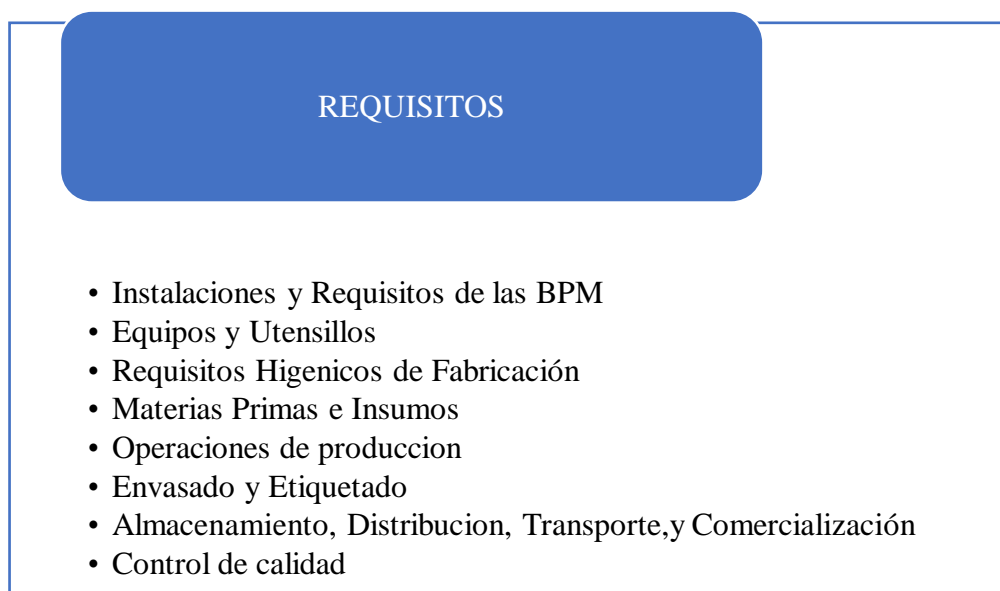 REQUISITOS
• Instalaciones y Requisitos de las BPM
• Equipos y Utensillos
• Requisitos Higenicos de Fabricación
• Materias Primas e Insumos
• Operaciones de produccion
• Envasado y Etiquetado
• Almacenamiento, Distribucion, Transporte,y Comercialización
• Control de calidad